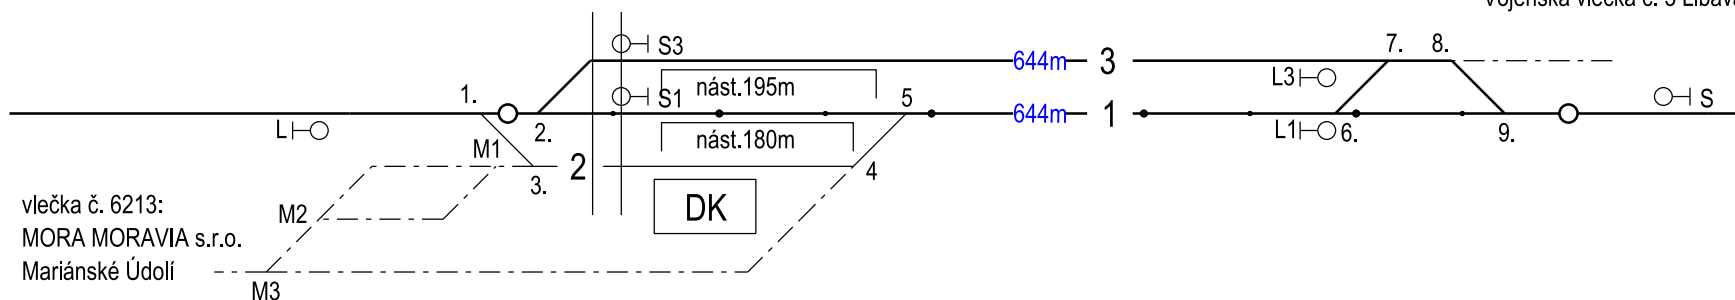 Vojenská vlečka č. 3 Libavá
S3
7.
8.
644m
3
L3
nást.195m
S1
1.
5
S
L
2.
644m
1
L1
6.
9.
nást.180m
M1
3.
2
4
vlečka č. 6213:
M2
DK
MORA MORAVIA s.r.o.
Mariánské Údolí
M3